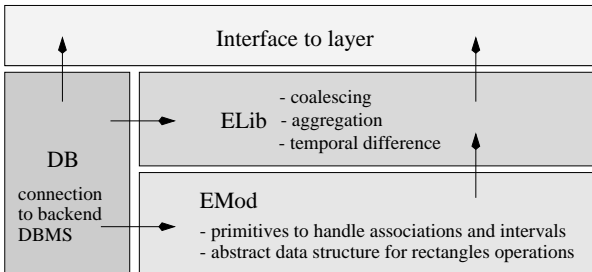 Interface to layer
ELib
- coalescing
- aggregation
- temporal difference
DB
connection
to backend
DBMS
EMod
- primitives to handle associations and intervals
- abstract data structure for rectangles operations